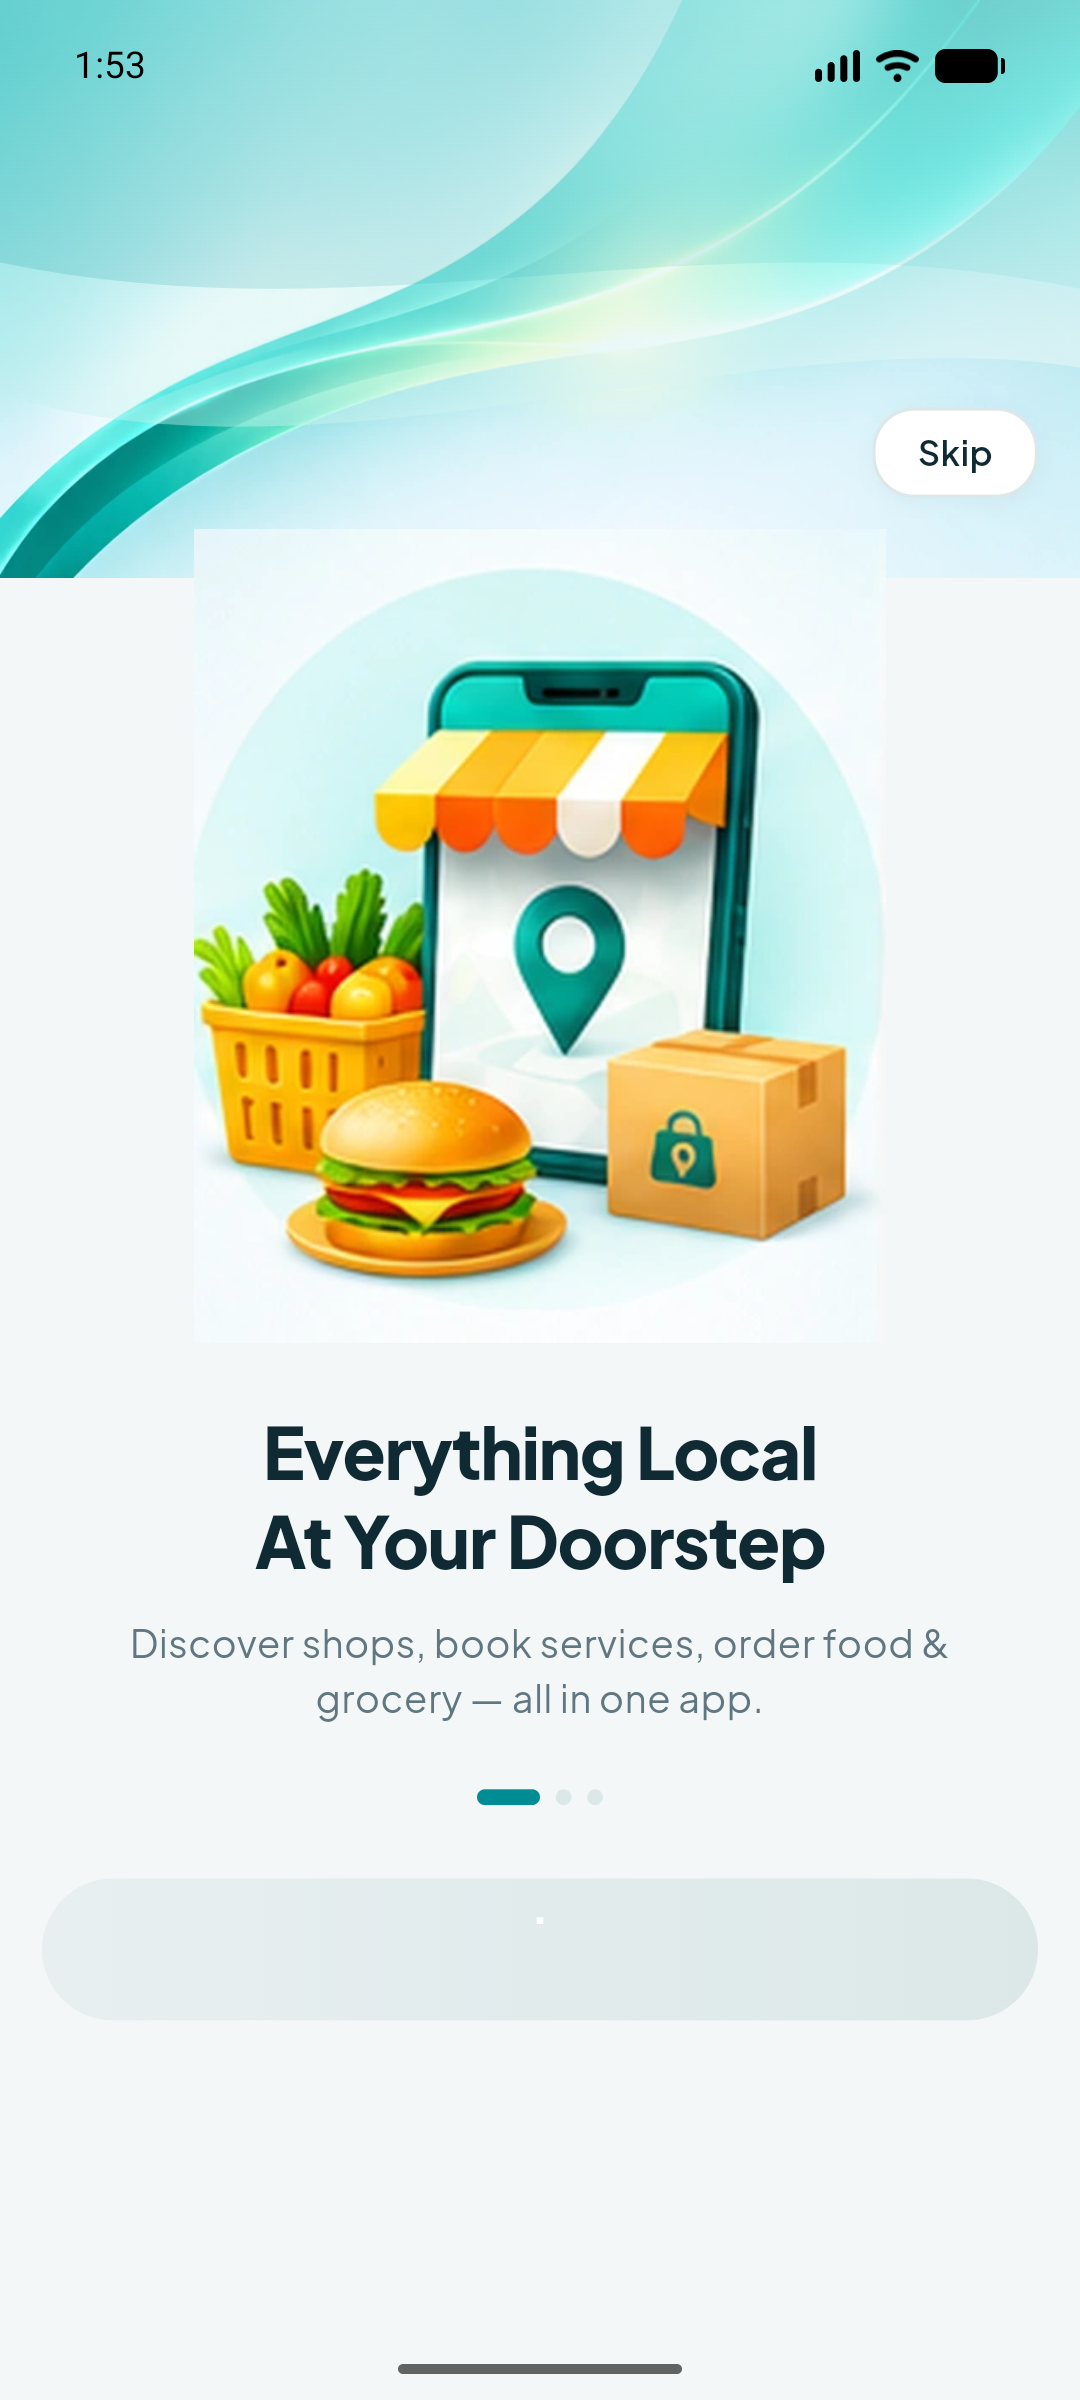 1:53
Skip
Everything Local
At Your Doorstep
Discover shops, book services, order food &
grocery — all in one app.